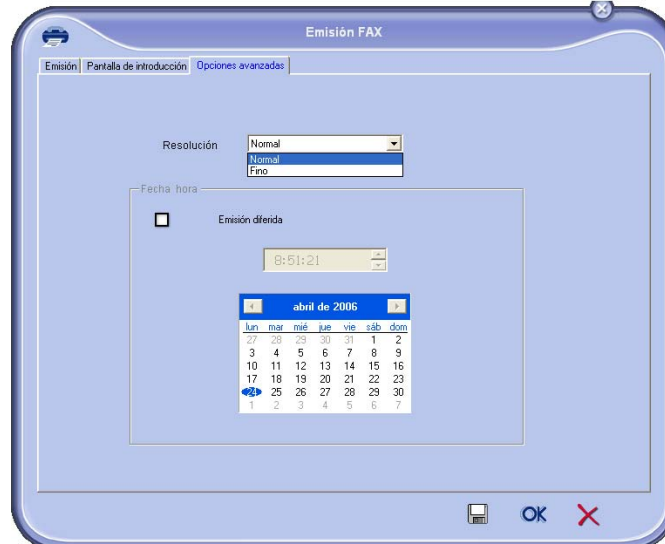 Emisión FAX
Emisión Pantalla de introducción Opciones avanzadas
Resolución Normal
Normal
Fino
Fecha hora
Emisión diferida
8:51:21
abril de 2006
lun mar mié jue vie sáb dom
27 28 29 30 31 1 2
3 4 5 6 7 8 9
10 11 12 13 14 15 16
17 18 19 20 21 22 23
24 25 26 27 28 29 30
1 2 3 4 5 6 7
OK